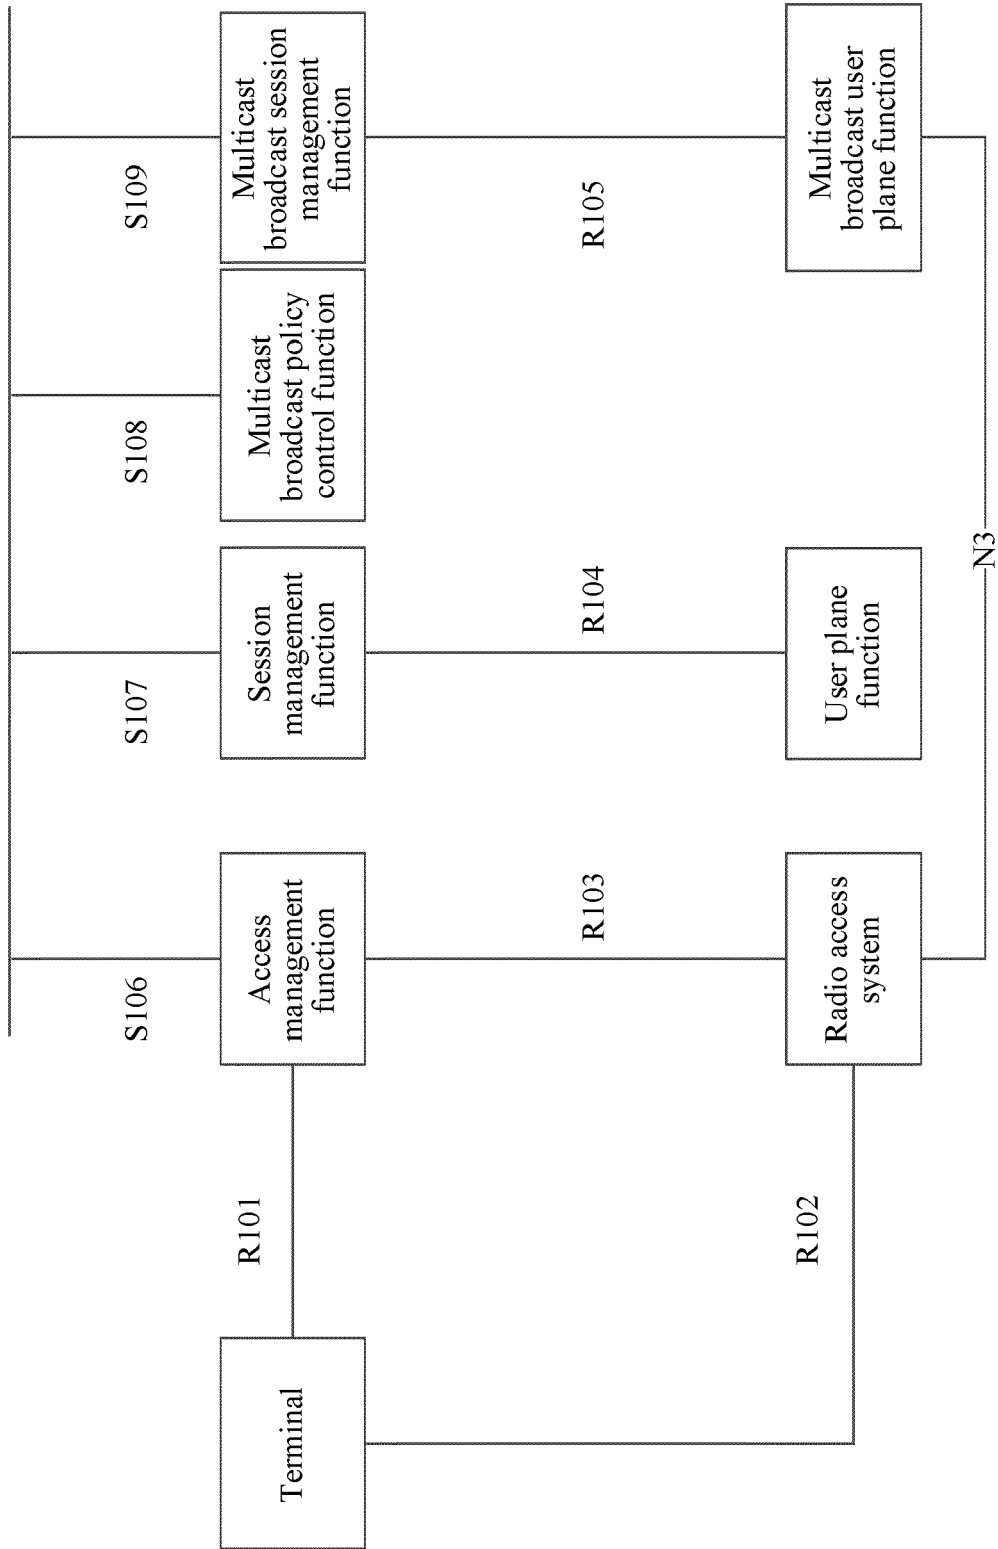 S106
S107
S108
S109
Terminal
R101
Access
management
function
Session
management
function
Multicast
broadcast policy
control function
Multicast
broadcast session
management
function
R103
R104
R105
R102
Radio access
system
User plane
function
Multicast
broadcast user
plane function
N3